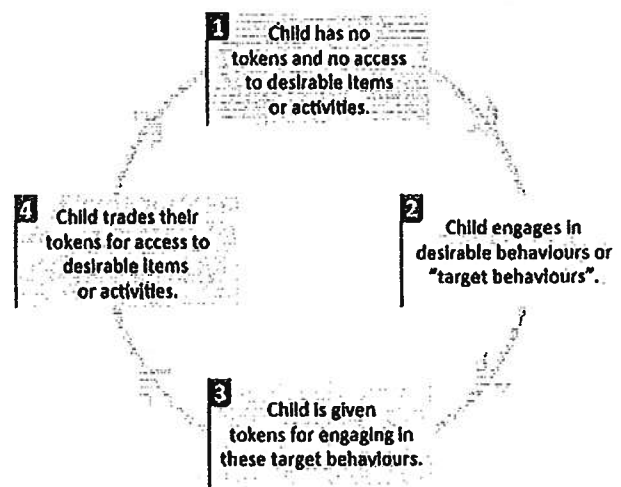 1
Child has no
tokens and no access
to desirable items
or activities.
2
Child engages in
desirable behaviours or
"target behaviours".
3
Child is given
tokens for engaging in
these target behaviours.
4
Child trades their
tokens for access to
desirable items
or activities.